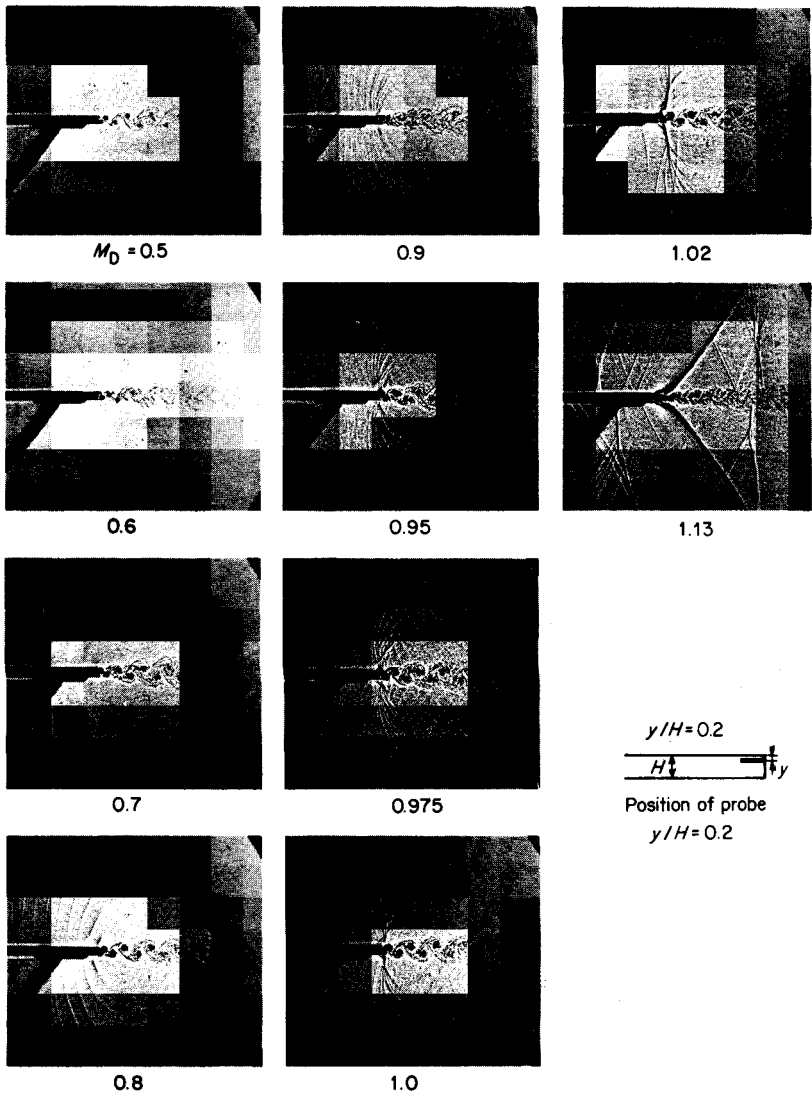 M_D = 0.5
0.9
1.02
0.6
0.95
1.13
0.7
0.975
y/H = 0.2
H
y
Position of probe
y/H = 0.2
0.8
1.0